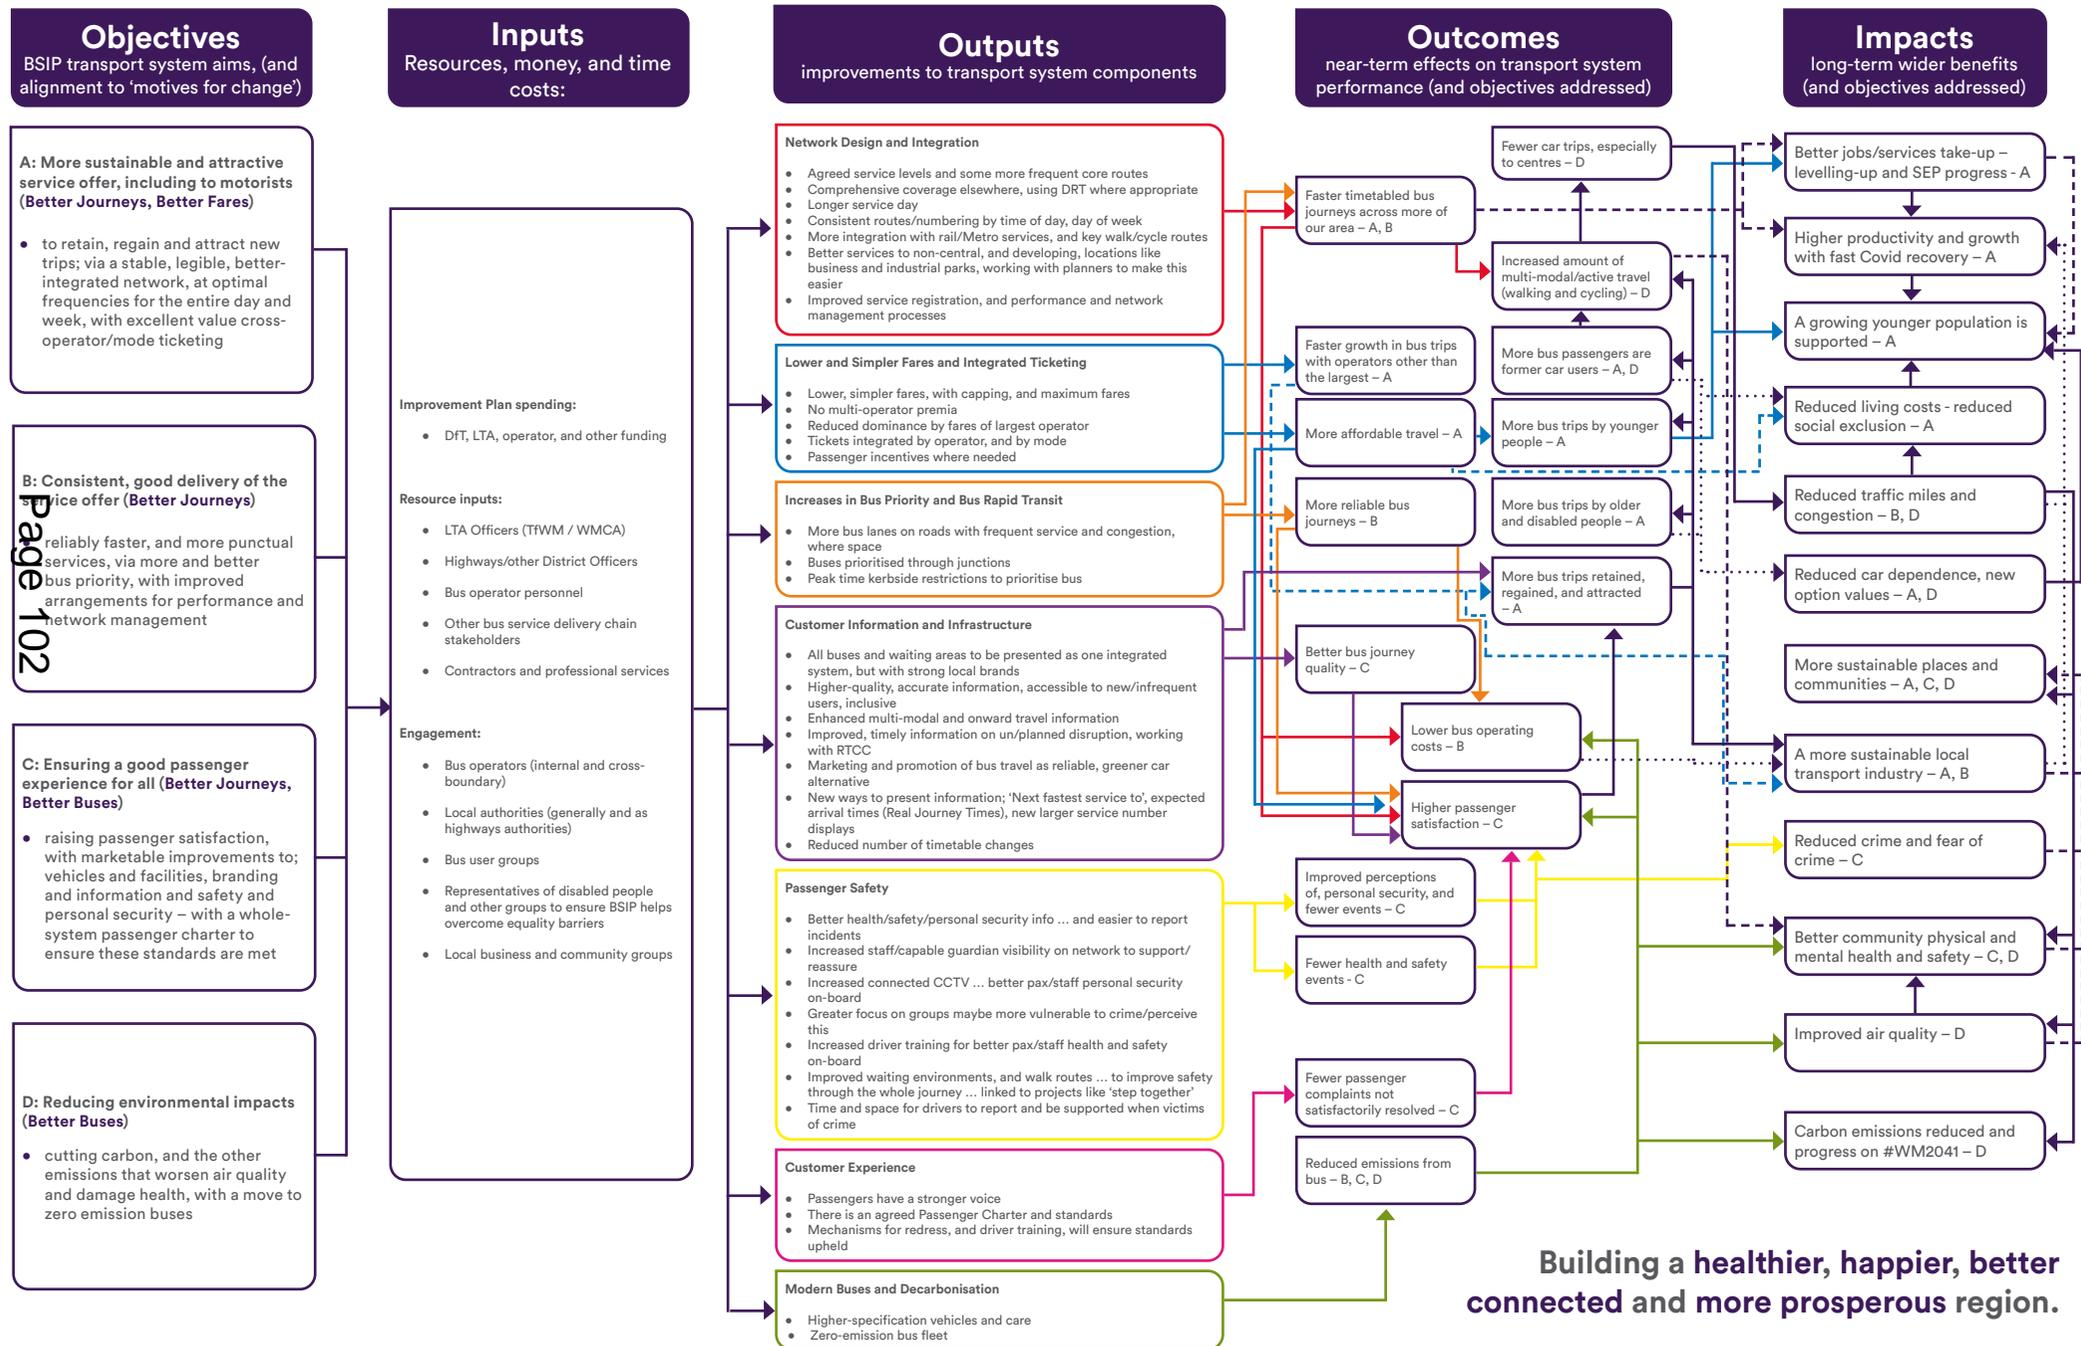 Objectives
BSIP transport system aims, (and
alignment to ‘motives for change’)
A: More sustainable and attractive
service offer, including to motorists
(Better Journeys, Better Fares)
• to retain, regain and attract new
trips; via a stable, legible, better-
integrated network, at optimal
frequencies for the entire day and
week, with excellent value cross-
operator/mode ticketing
B: Consistent, good delivery of the
service offer (Better Journeys)
• reliably faster, and more punctual
services, via more and better
bus priority, with improved
arrangements for performance and
network management
C: Ensuring a good passenger
experience for all (Better Journeys,
Better Buses)
• raising passenger satisfaction,
with marketable improvements to;
vehicles and facilities, branding
and information and safety and
personal security – with a whole-
system passenger charter to
ensure these standards are met
D: Reducing environmental impacts
(Better Buses)
• cutting carbon, and the other
emissions that worsen air quality
and damage health, with a move to
zero emission buses
Page 102
Inputs
Resources, money, and time
costs:
Improvement Plan spending:
• DfT, LTA, operator, and other funding
Resource inputs:
• LTA Officers (TfWM / WMCA)
• Highways/other District Officers
• Bus operator personnel
• Other bus service delivery chain
stakeholders
• Contractors and professional services
Engagement:
• Bus operators (internal and cross-
boundary)
• Local authorities (generally and as
highways authorities)
• Bus user groups
• Representatives of disabled people
and other groups to ensure BSIP helps
overcome equality barriers
• Local business and community groups
Outputs
improvements to transport system components
Network Design and Integration
• Agreed service levels and some more frequent core routes
• Comprehensive coverage elsewhere, using DRT where appropriate
• Longer service day
• Consistent routes/numbering by time of day, day of week
• More integration with rail/Metro services, and key walk/cycle routes
• Better services to non-central, and developing, locations like
business and industrial parks, working with planners to make this
easier
• Improved service registration, and performance and network
management processes
Lower and Simpler Fares and Integrated Ticketing
• Lower, simpler fares, with capping, and maximum fares
• No multi-operator premia
• Reduced dominance by fares of largest operator
• Tickets integrated by operator, and by mode
• Passenger incentives where needed
Increases in Bus Priority and Bus Rapid Transit
• More bus lanes on roads with frequent service and congestion,
where space
• Buses prioritised through junctions
• Peak time kerbside restrictions to prioritise bus
Customer Information and Infrastructure
• All buses and waiting areas to be presented as one integrated
system, but with strong local brands
• Higher-quality, accurate information, accessible to new/infrequent
users, inclusive
• Enhanced multi-modal and onward travel information
• Improved, timely information on un/planned disruption, working
with RTCC
• Marketing and promotion of bus travel as reliable, greener car
alternative
• New ways to present information; ‘Next fastest service to’, expected
arrival times (Real Journey Times), new larger service number
displays
• Reduced number of timetable changes
Passenger Safety
• Better health/safety/personal security info ... and easier to report
incidents
• Increased staff/capable guardian visibility on network to support/
reassure
• Increased connected CCTV ... better pax/staff personal security
on-board
• Greater focus on groups maybe more vulnerable to crime/perceive
this
• Increased driver training for better pax/staff health and safety
on-board
• Improved waiting environments, and walk routes ... to improve safety
through the whole journey ... linked to projects like ‘step together’
• Time and space for drivers to report and be supported when victims
of crime
Customer Experience
• Passengers have a stronger voice
• There is an agreed Passenger Charter and standards
• Mechanisms for redress, and driver training, will ensure standards
upheld
Modern Buses and Decarbonisation
• Higher-specification vehicles and care
• Zero-emission bus fleet
Outcomes
near-term effects on transport system
performance (and objectives addressed)
Fewer car trips, especially
to centres – D
Faster timetabled bus
journeys across more of
our area – A, B
Increased amount of
multi-modal/active travel
(walking and cycling) – D
Faster growth in bus trips
with operators other than
the largest – A
More bus passengers are
former car users – A, D
More affordable travel – A
More bus trips by younger
people – A
More reliable bus
journeys – B
More bus trips by older
and disabled people – A
More bus trips retained,
regained, and attracted
– A
Better bus journey
quality – C
Lower bus operating
costs – B
Higher passenger
satisfaction – C
Improved perceptions
of, personal security, and
fewer events – C
Fewer health and safety
events - C
Fewer passenger
complaints not
satisfactorily resolved – C
Reduced emissions from
bus – B, C, D
Impacts
long-term wider benefits
(and objectives addressed)
Better jobs/services take-up –
levelling-up and SEP progress - A
Higher productivity and growth
with fast Covid recovery – A
A growing younger population is
supported – A
Reduced living costs - reduced
social exclusion – A
Reduced traffic miles and
congestion – B, D
Reduced car dependence, new
option values – A, D
More sustainable places and
communities – A, C, D
A more sustainable local
transport industry – A, B
Reduced crime and fear of
crime – C
Better community physical and
mental health and safety – C, D
Improved air quality – D
Carbon emissions reduced and
progress on #WM2041 – D
Building a healthier, happier, better
connected and more prosperous region.